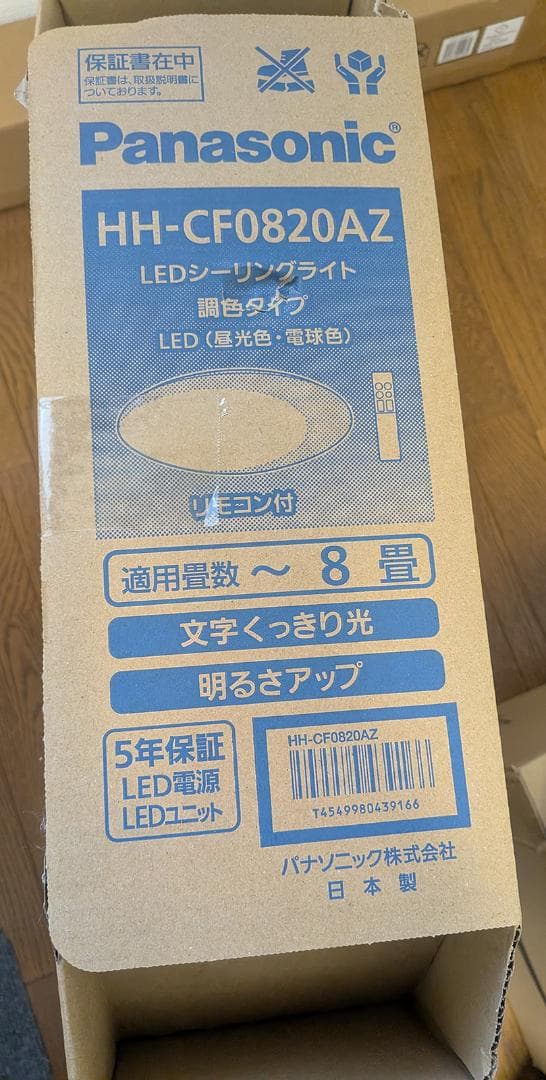 保証書在中
保証書は、取扱説明書に
ついております。
Panasonic®
HH-CF0820AZ
LEDシーリングライト
調色タイプ
LED（昼光色・電球色）
リモコン付
適用畳数 ～ 8 畳
文字くっきり光
明るさアップ
5年保証
LED電源
LEDユニット
HH-CF0820AZ
T4549980439166
パナソニック株式会社
日本製